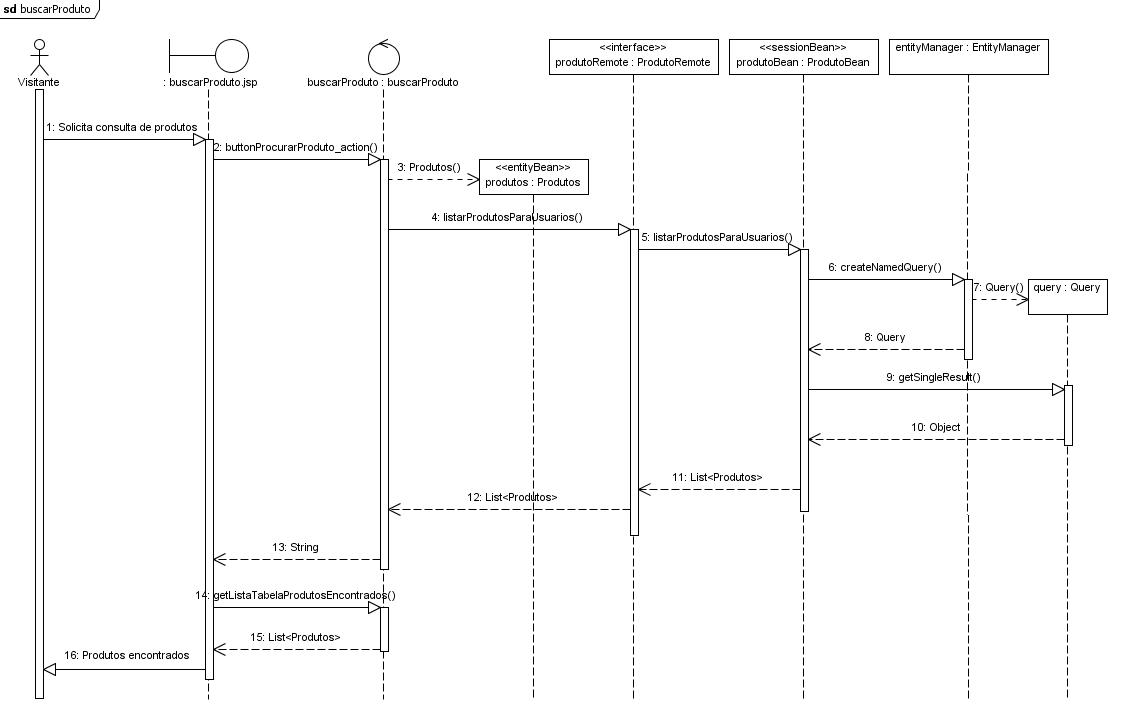 sd buscarProduto
Visitante
: buscarProduto.jsp
buscarProduto : buscarProduto
<<interface>>
produtoRemote : ProdutoRemote
<<sessionBean>>
produtoBean : ProdutoBean
entityManager : EntityManager
1: Solicita consulta de produtos
2: buttonProcurarProduto_action()
3: Produtos()
<<entityBean>>
produtos : Produtos
4: listarProdutosParaUsuarios()
5: listarProdutosParaUsuarios()
6: createNamedQuery()
7: Query()
query : Query
8: Query
9: getSingleResult()
10: Object
11: List<Produtos>
12: List<Produtos>
13: String
14: getListaTabelaProdutosEncontrados()
15: List<Produtos>
16: Produtos encontrados